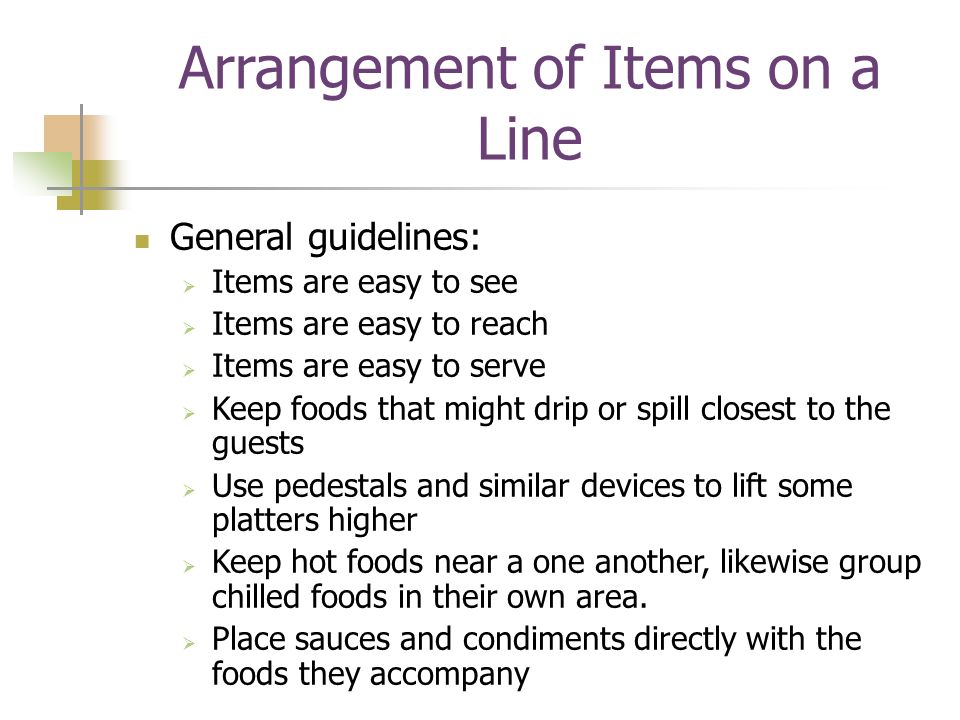 Arrangement of Items on a
Line
General guidelines:
Items are easy to see
Items are easy to reach
Items are easy to serve
Keep foods that might drip or spill closest to the
guests
Use pedestals and similar devices to lift some
platters higher
Keep hot foods near a one another, likewise group
chilled foods in their own area.
Place sauces and condiments directly with the
foods they accompany